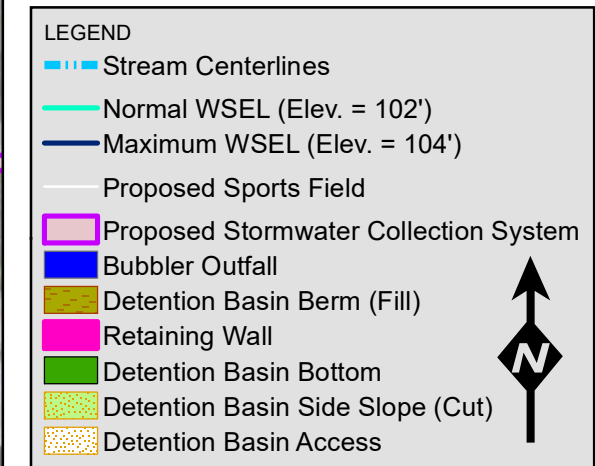 LEGEND
Stream Centerlines
Normal WSEL (Elev. = 102')
Maximum WSEL (Elev. = 104')
Proposed Sports Field
Proposed Stormwater Collection System
Bubbler Outfall
Detention Basin Berm (Fill)
Retaining Wall
Detention Basin Bottom
Detention Basin Side Slope (Cut)
Detention Basin Access
N